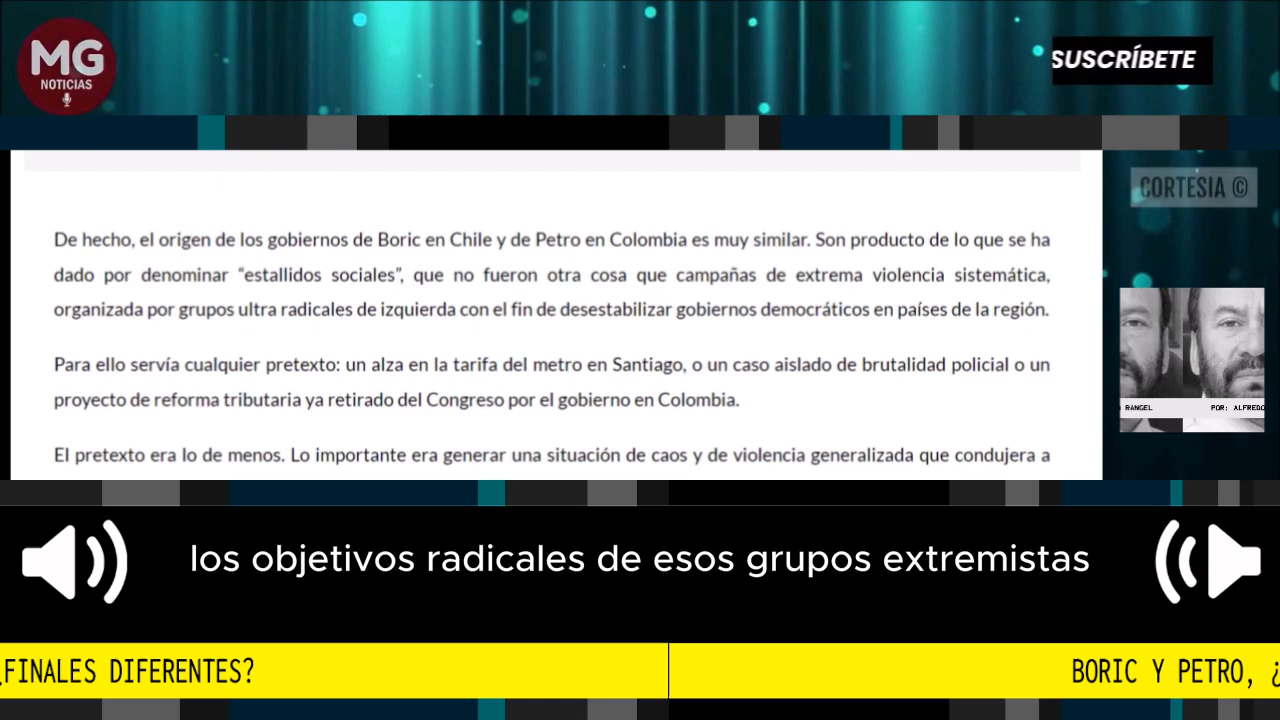 MG
NOTICIAS
SUSCRÍBETE
CORTESIA ©
De hecho, el origen de los gobiernos de Boric en Chile y de Petro en Colombia es muy similar. Son producto de lo que se ha
dado por denominar “estallidos sociales”, que no fueron otra cosa que campañas de extrema violencia sistemática,
organizada por grupos ultra radicales de izquierda con el fin de desestabilizar gobiernos democráticos en países de la región.
Para ello servía cualquier pretexto: un alza en la tarifa del metro en Santiago, o un caso aislado de brutalidad policial o un
proyecto de reforma tributaria ya retirado del Congreso por el gobierno en Colombia.
El pretexto era lo de menos. Lo importante era generar una situación de caos y de violencia generalizada que condujera a
RANGEL POR: ALFREDO
los objetivos radicales de esos grupos extremistas
¿FINALES DIFERENTES? BORIC Y PETRO, ¿